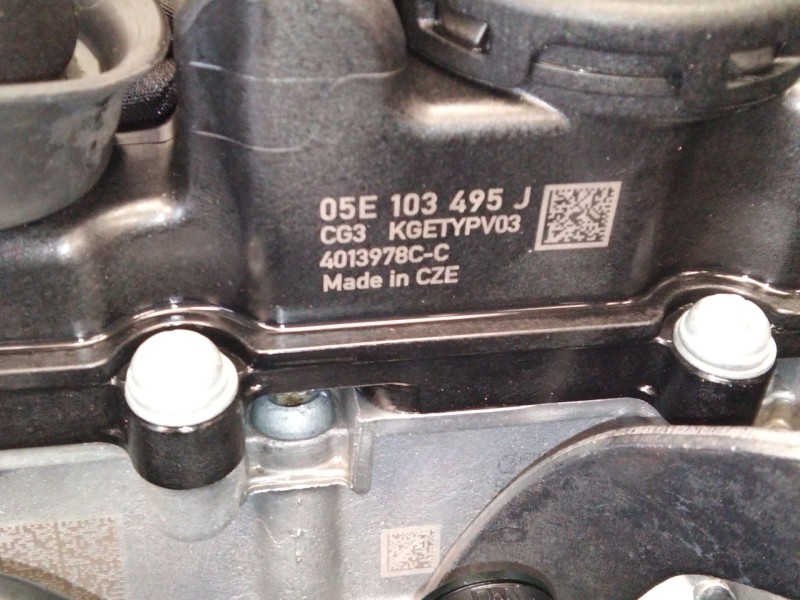 05E 103 495 J
CG3 KGETYPV03
4013978C-C
Made in CZE